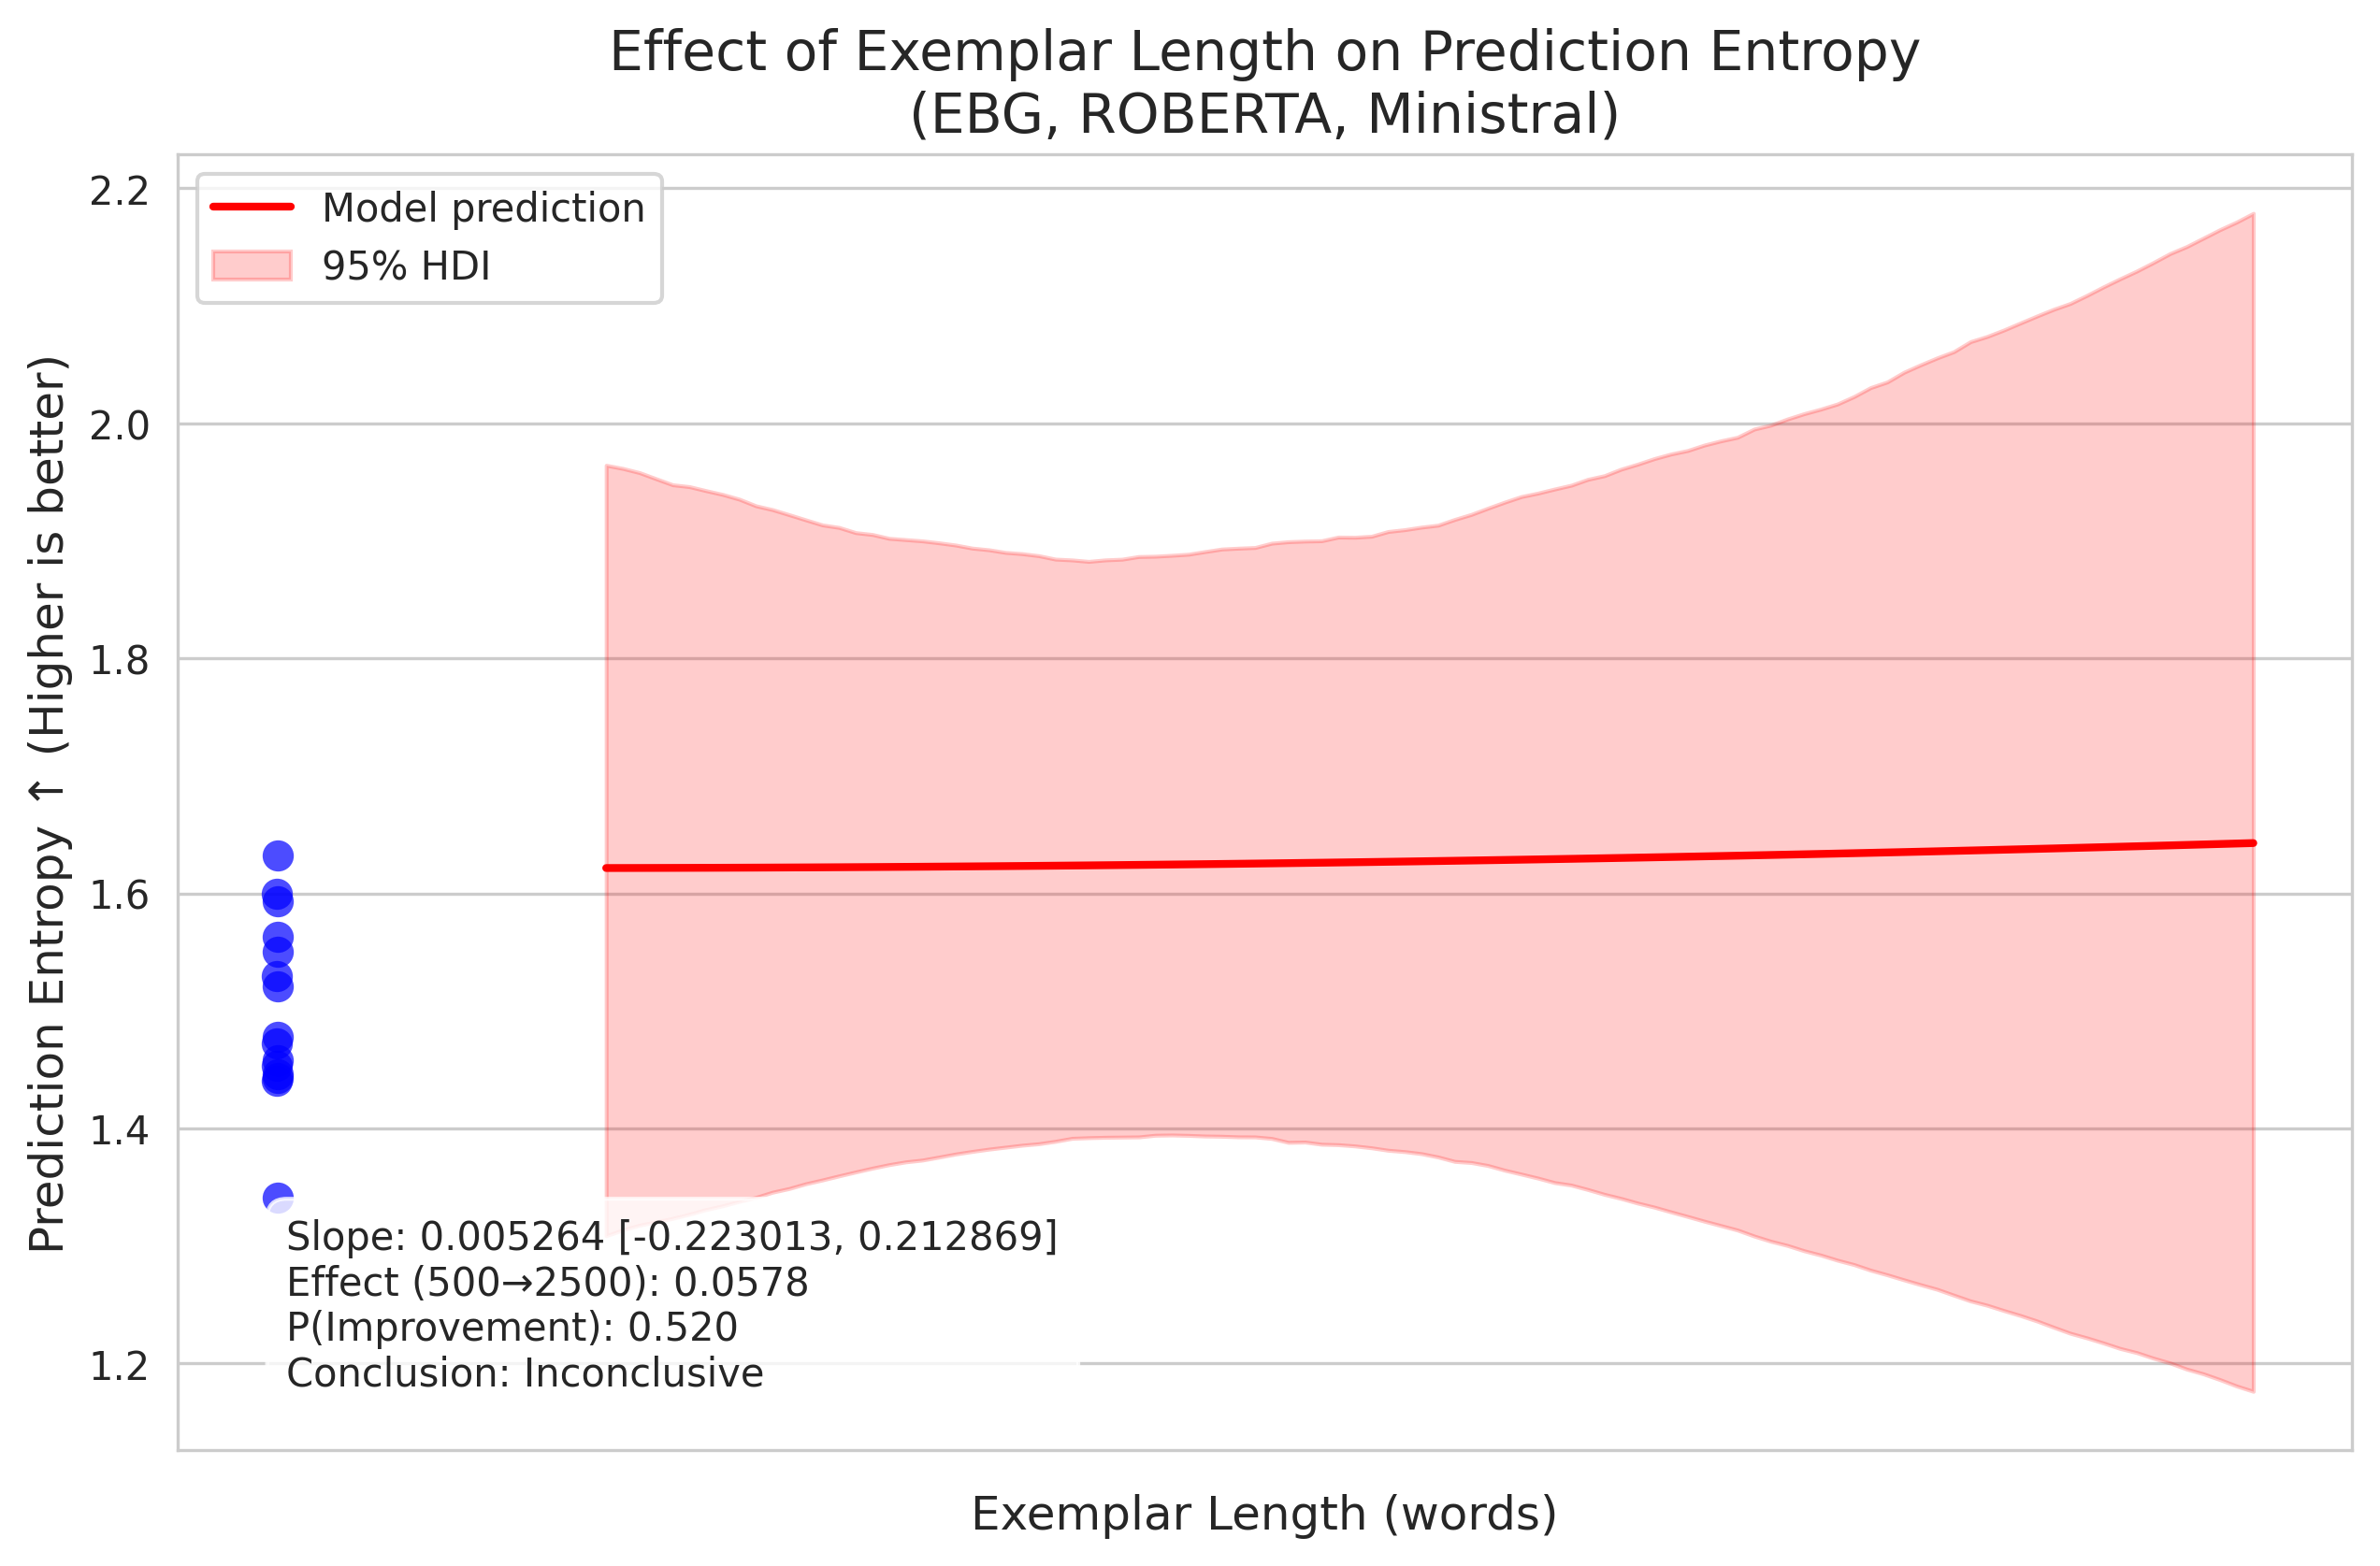 Effect of Exemplar Length on Prediction Entropy
(EBG, ROBERTA, Ministral)
Model prediction
95% HDI
Prediction Entropy ↑ (Higher is better)
2.2
2.0
1.8
1.6
1.4
1.2
Slope: 0.005264 [-0.223013, 0.212869]
Effect (500→2500): 0.0578
P(Improvement): 0.520
Conclusion: Inconclusive
Exemplar Length (words)